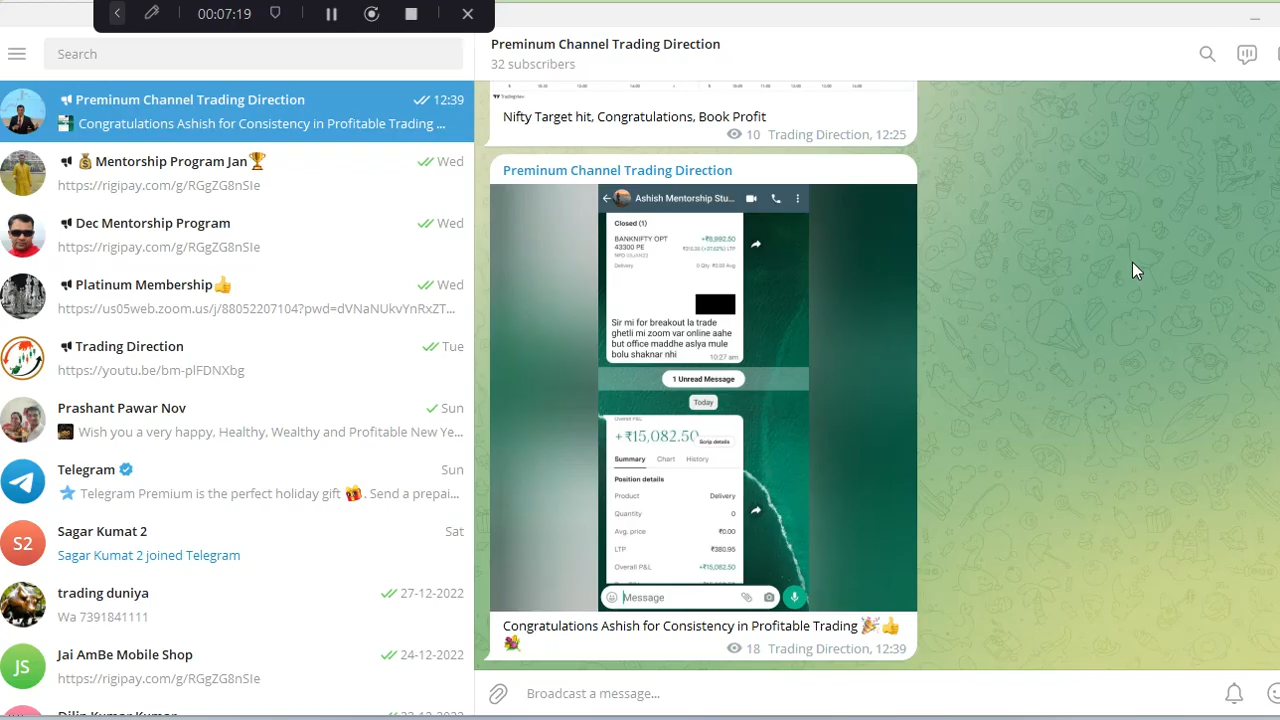 00:07:19
Search
Preminum Channel Trading Direction
12:39
Congratulations Ashish for Consistency in Profitable Trading ...
Mentorship Program Jan
Wed
https://rigipay.com/g/RGgZG8nSIe
Dec Mentorship Program
Wed
https://rigipay.com/g/RGgZG8nSIe
Platinum Membership
Wed
https://us05web.zoom.us/j/88052207104?pwd=dVNaNUkvYnRxZT...
Trading Direction
Tue
https://youtu.be/bm-plFDNXbg
Prashant Pawar Nov
Sun
Wish you a very happy, Healthy, Wealthy and Profitable New Ye...
Telegram
Sun
Telegram Premium is the perfect holiday gift 🎁. Send a prepai...
S2
Sagar Kumat 2
Sat
Sagar Kumat 2 joined Telegram
trading duniya
27-12-2022
Wa 7391841111
JS
Jai AmBe Mobile Shop
24-12-2022
https://rigipay.com/g/RGgZG8nSIe
Preminum Channel Trading Direction
32 subscribers
TradingView
Nifty Target hit, Congratulations, Book Profit
10 Trading Direction, 12:25
Preminum Channel Trading Direction
Ashish Mentorship Stu...
Closed (1)
BANKNIFTY OPT
43300 PE
Delivery
Sir mi for breakout la trade
ghetli mi zoom var online aahe
but office maddhe aslya mule
bolu shaknar nhi
10:27 am
1 Unread Message
Today
Overall P&L
+₹15,082.50
Scrip details
Summary Chart History
Position details
Product Delivery
Quantity 0
Avg. price ₹0.00
LTP ₹380.95
Overall P&L +₹15,082.50
Message
Congratulations Ashish for Consistency in Profitable Trading 🎉👍
💐
18 Trading Direction, 12:39
Broadcast a message...